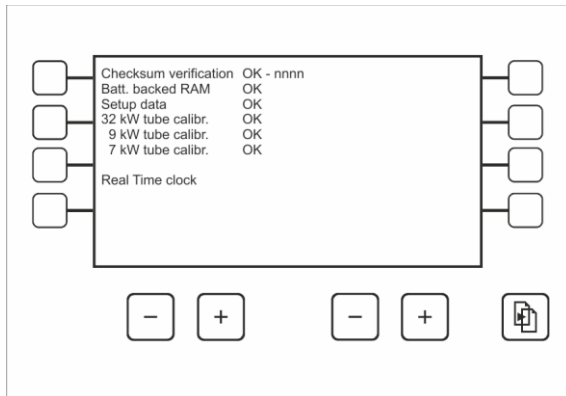 Checksum verification OK - nnnn
Batt. backed RAM OK
Setup data OK
32 kW tube calibr. OK
9 kW tube calibr. OK
7 kW tube calibr. OK
Real Time clock
− + − +